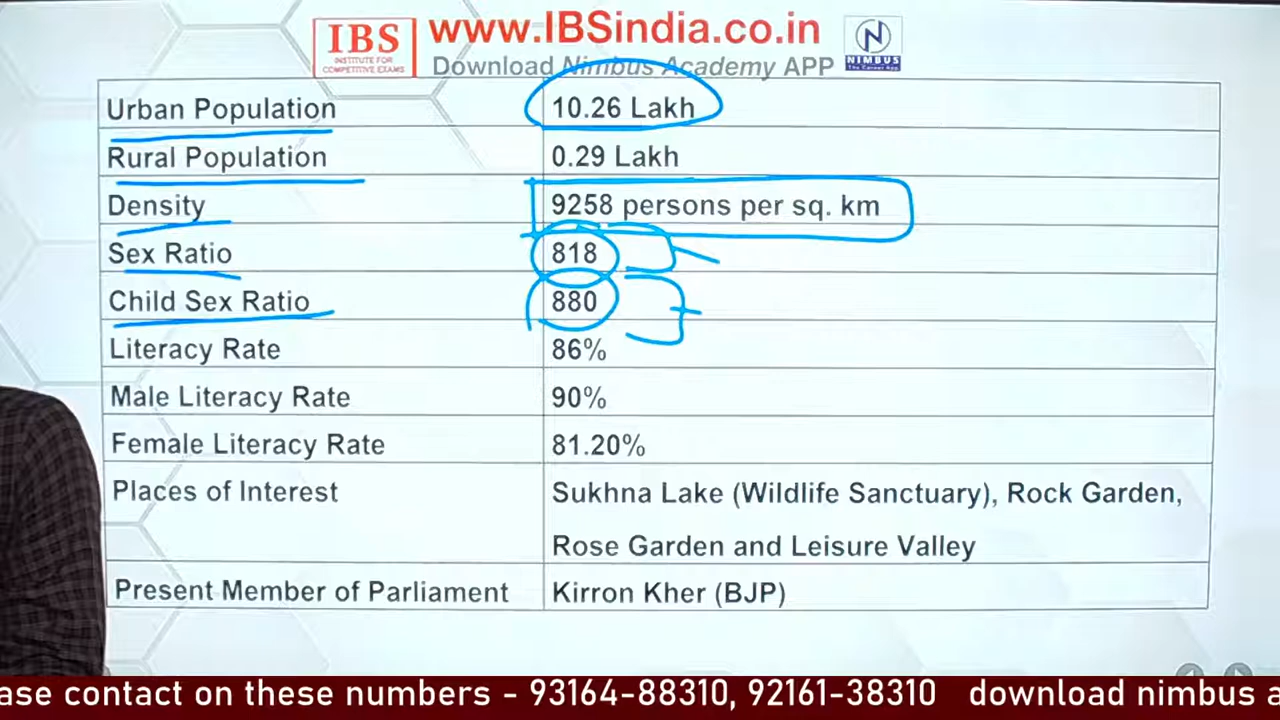 IBS
INSTITUTE FOR
COMPETITIVE EXAMS
www.IBSindia.co.in
Download Nimbus Academy APP
N
NIMBUS
The Career App
Urban Population 10.26 Lakh
Rural Population 0.29 Lakh
Density 9258 persons per sq. km
Sex Ratio 818
Child Sex Ratio 880
Literacy Rate 86%
Male Literacy Rate 90%
Female Literacy Rate 81.20%
Places of Interest Sukhna Lake (Wildlife Sanctuary), Rock Garden,
Rose Garden and Leisure Valley
Present Member of Parliament Kirron Kher (BJP)
ase contact on these numbers - 93164-88310, 92161-38310 download nimbus a